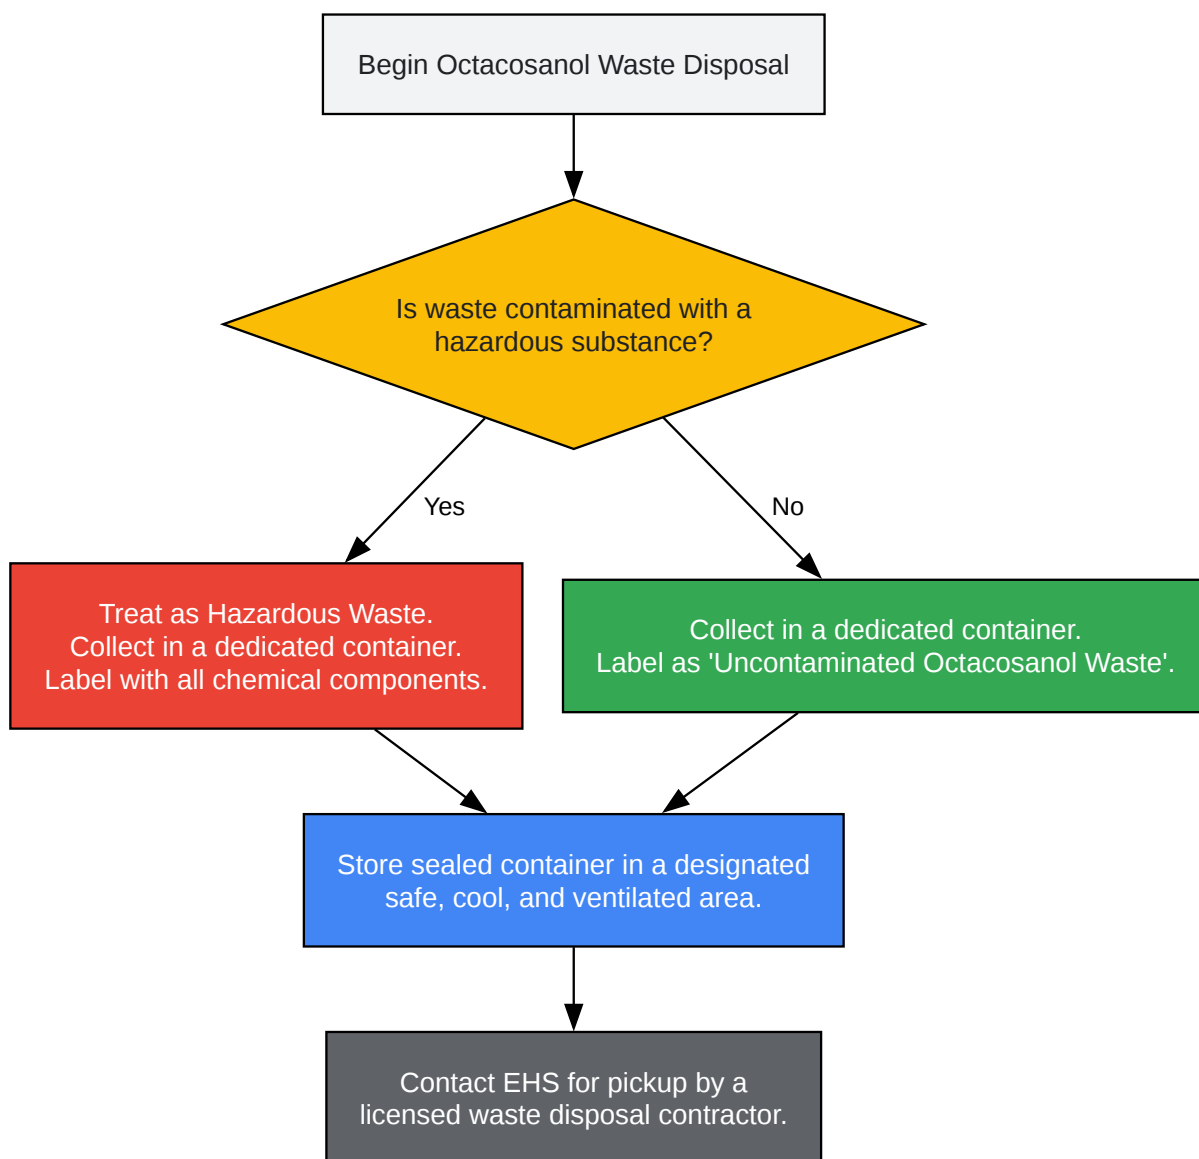 Begin Octacosanol Waste Disposal
Is waste contaminated with a
hazardous substance?
Yes
No
Treat as Hazardous Waste.
Collect in a dedicated container.
Label with all chemical components.
Collect in a dedicated container.
Label as 'Uncontaminated Octacosanol Waste'.
Store sealed container in a designated
safe, cool, and ventilated area.
Contact EHS for pickup by a
licensed waste disposal contractor.